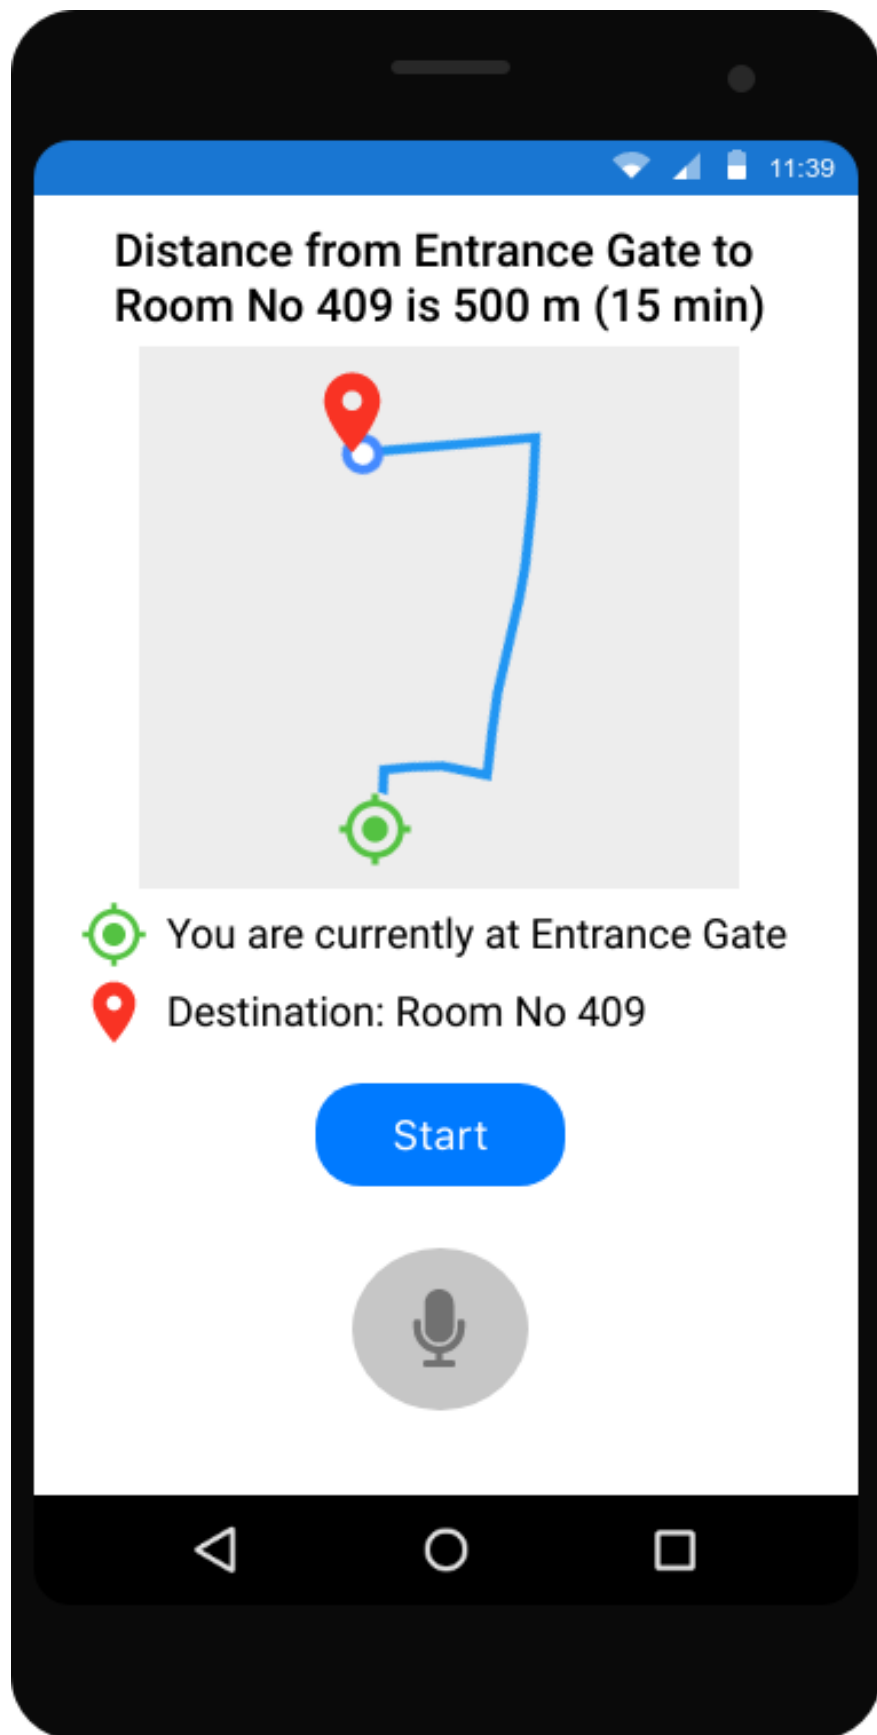 11:39
Distance from Entrance Gate to
Room No 409 is 500 m (15 min)
You are currently at Entrance Gate
Destination: Room No 409
Start